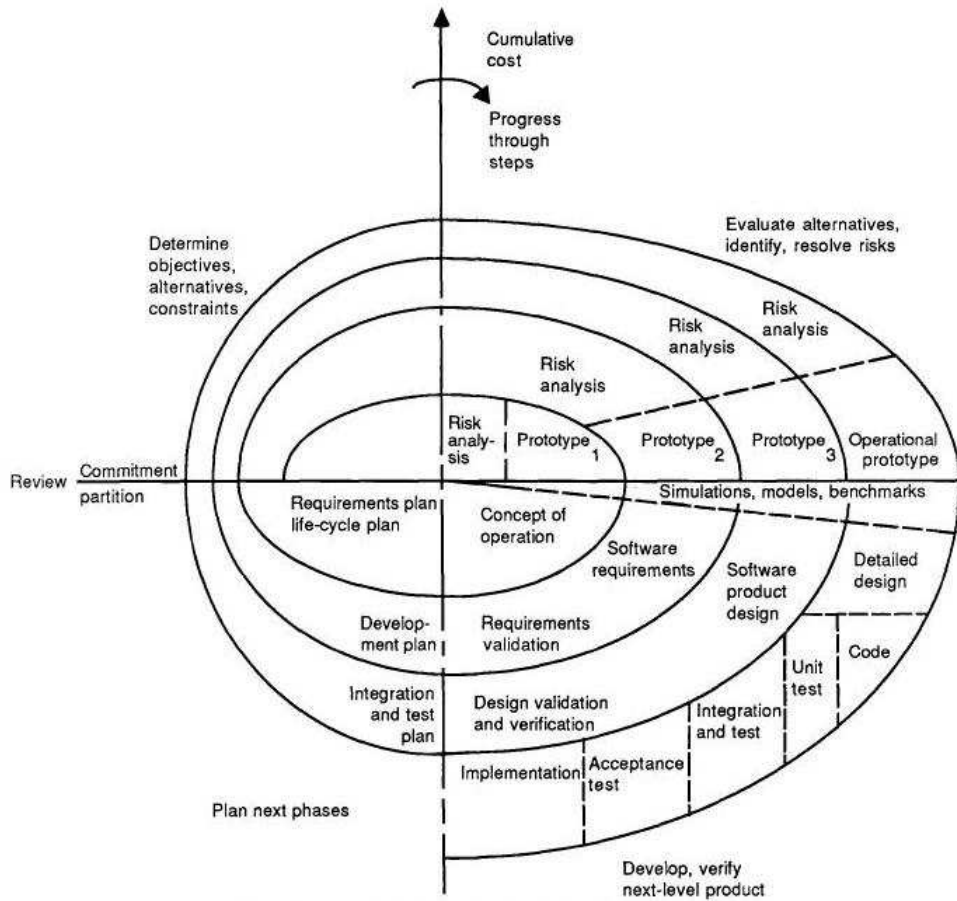 Cumulative
cost
Progress
through
steps
Determine
objectives,
alternatives,
constraints
Evaluate alternatives,
identify, resolve risks
Risk
analysis
Risk
analysis
Risk
analysis
Risk
analy-
sis
Prototype 1
Prototype 2
Prototype 3
Operational
prototype
Review
Commitment
partition
Requirements plan
life-cycle plan
Concept of
operation
Simulations, models, benchmarks
Software
requirements
Software
product
design
Detailed
design
Develop-
ment plan
Requirements
validation
Unit
test
Code
Integration
and test
plan
Design validation
and verification
Integration
and test
Implementation
Acceptance
test
Plan next phases
Develop, verify
next-level product